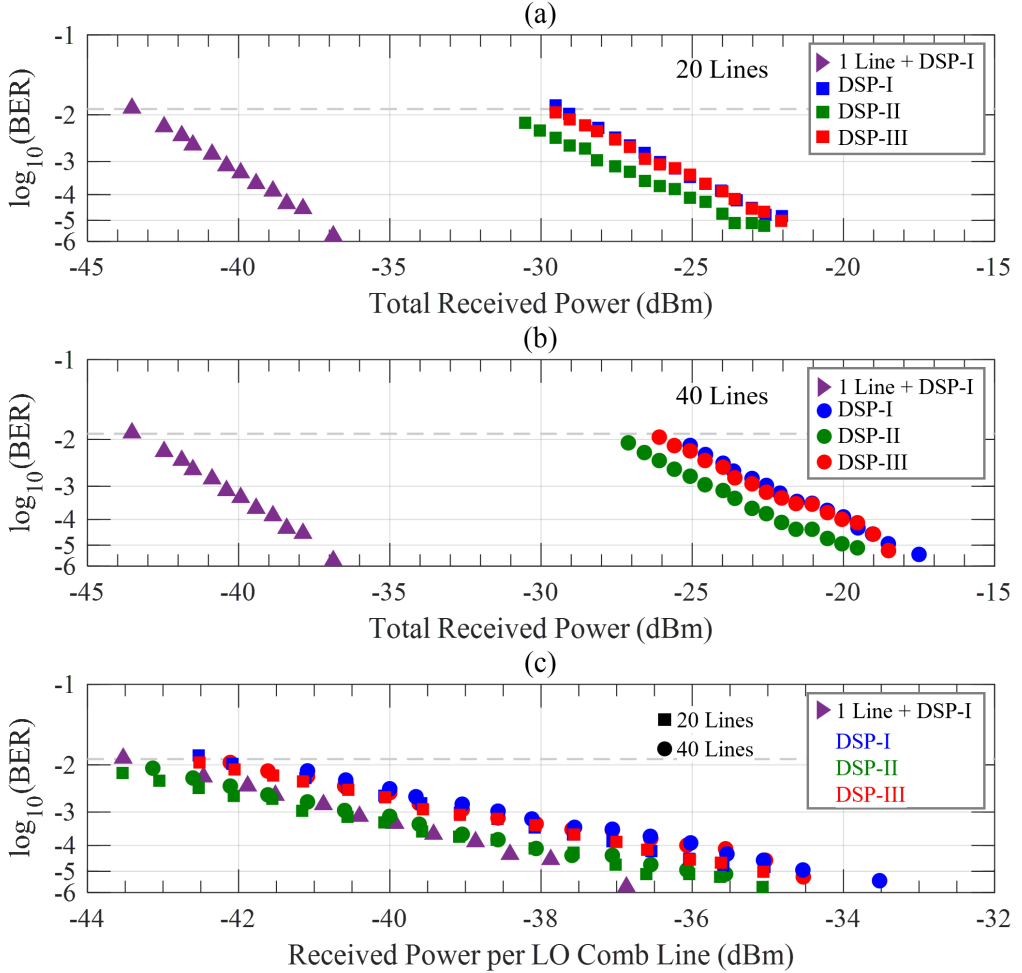 (a)
-1
-2
-3
-4
-5
-6
log10(BER)
20 Lines
1 Line + DSP-I
DSP-I
DSP-II
DSP-III
-45 -40 -35 -30 -25 -20 -15
Total Received Power (dBm)
(b)
-1
-2
-3
-4
-5
-6
log10(BER)
40 Lines
1 Line + DSP-I
DSP-I
DSP-II
DSP-III
-45 -40 -35 -30 -25 -20 -15
Total Received Power (dBm)
(c)
-1
-2
-3
-4
-5
-6
log10(BER)
20 Lines
40 Lines
1 Line + DSP-I
DSP-I
DSP-II
DSP-III
-44 -42 -40 -38 -36 -34 -32
Received Power per LO Comb Line (dBm)